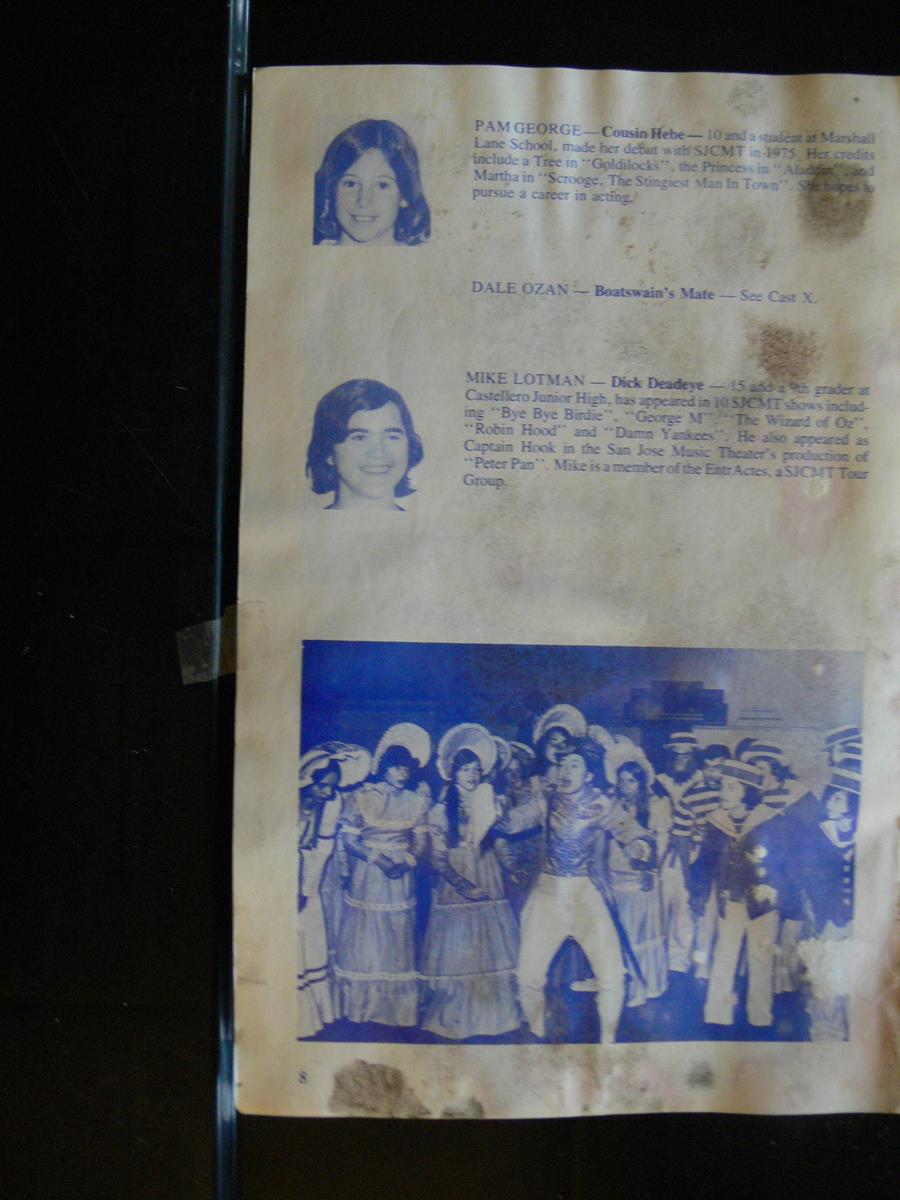 PAM GEORGE — Cousin Hebe — 10 and a student at Marshall
Lane School, made her debut with SJCMT in 1975. Her credits
include a Tree in "Goldilocks", the Princess in "Aladdin", and
Martha in "Scrooge, The Stingiest Man In Town". She hopes to
pursue a career in acting.
DALE OZAN — Boatswain's Mate — See Cast X.
MIKE LOTMAN — Dick Deadeye — 15 and a 9th grader at
Castellero Junior High, has appeared in 10 SJCMT shows includ-
ing "Bye Bye Birdie", "George M", "The Wizard of Oz",
"Robin Hood" and "Damn Yankees". He also appeared as
Captain Hook in the San Jose Music Theater's production of
"Peter Pan". Mike is a member of the EntrActes, a SJCMT Tour
Group.
8